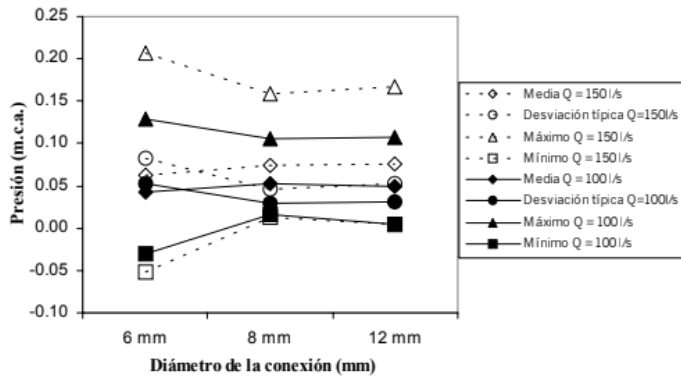 0.25
0.20
0.15
0.10
0.05
0.00
-0.05
-0.10
Presión (m.c.a.)
6 mm 8 mm 12 mm
Diámetro de la conexión (mm)
Media Q = 150 l/s
Desviación típica Q=150l/s
Máximo Q = 150 l/s
Mínimo Q = 150 l/s
Media Q = 100 l/s
Desviación típica Q=100l/s
Máximo Q = 100 l/s
Mínimo Q = 100 l/s